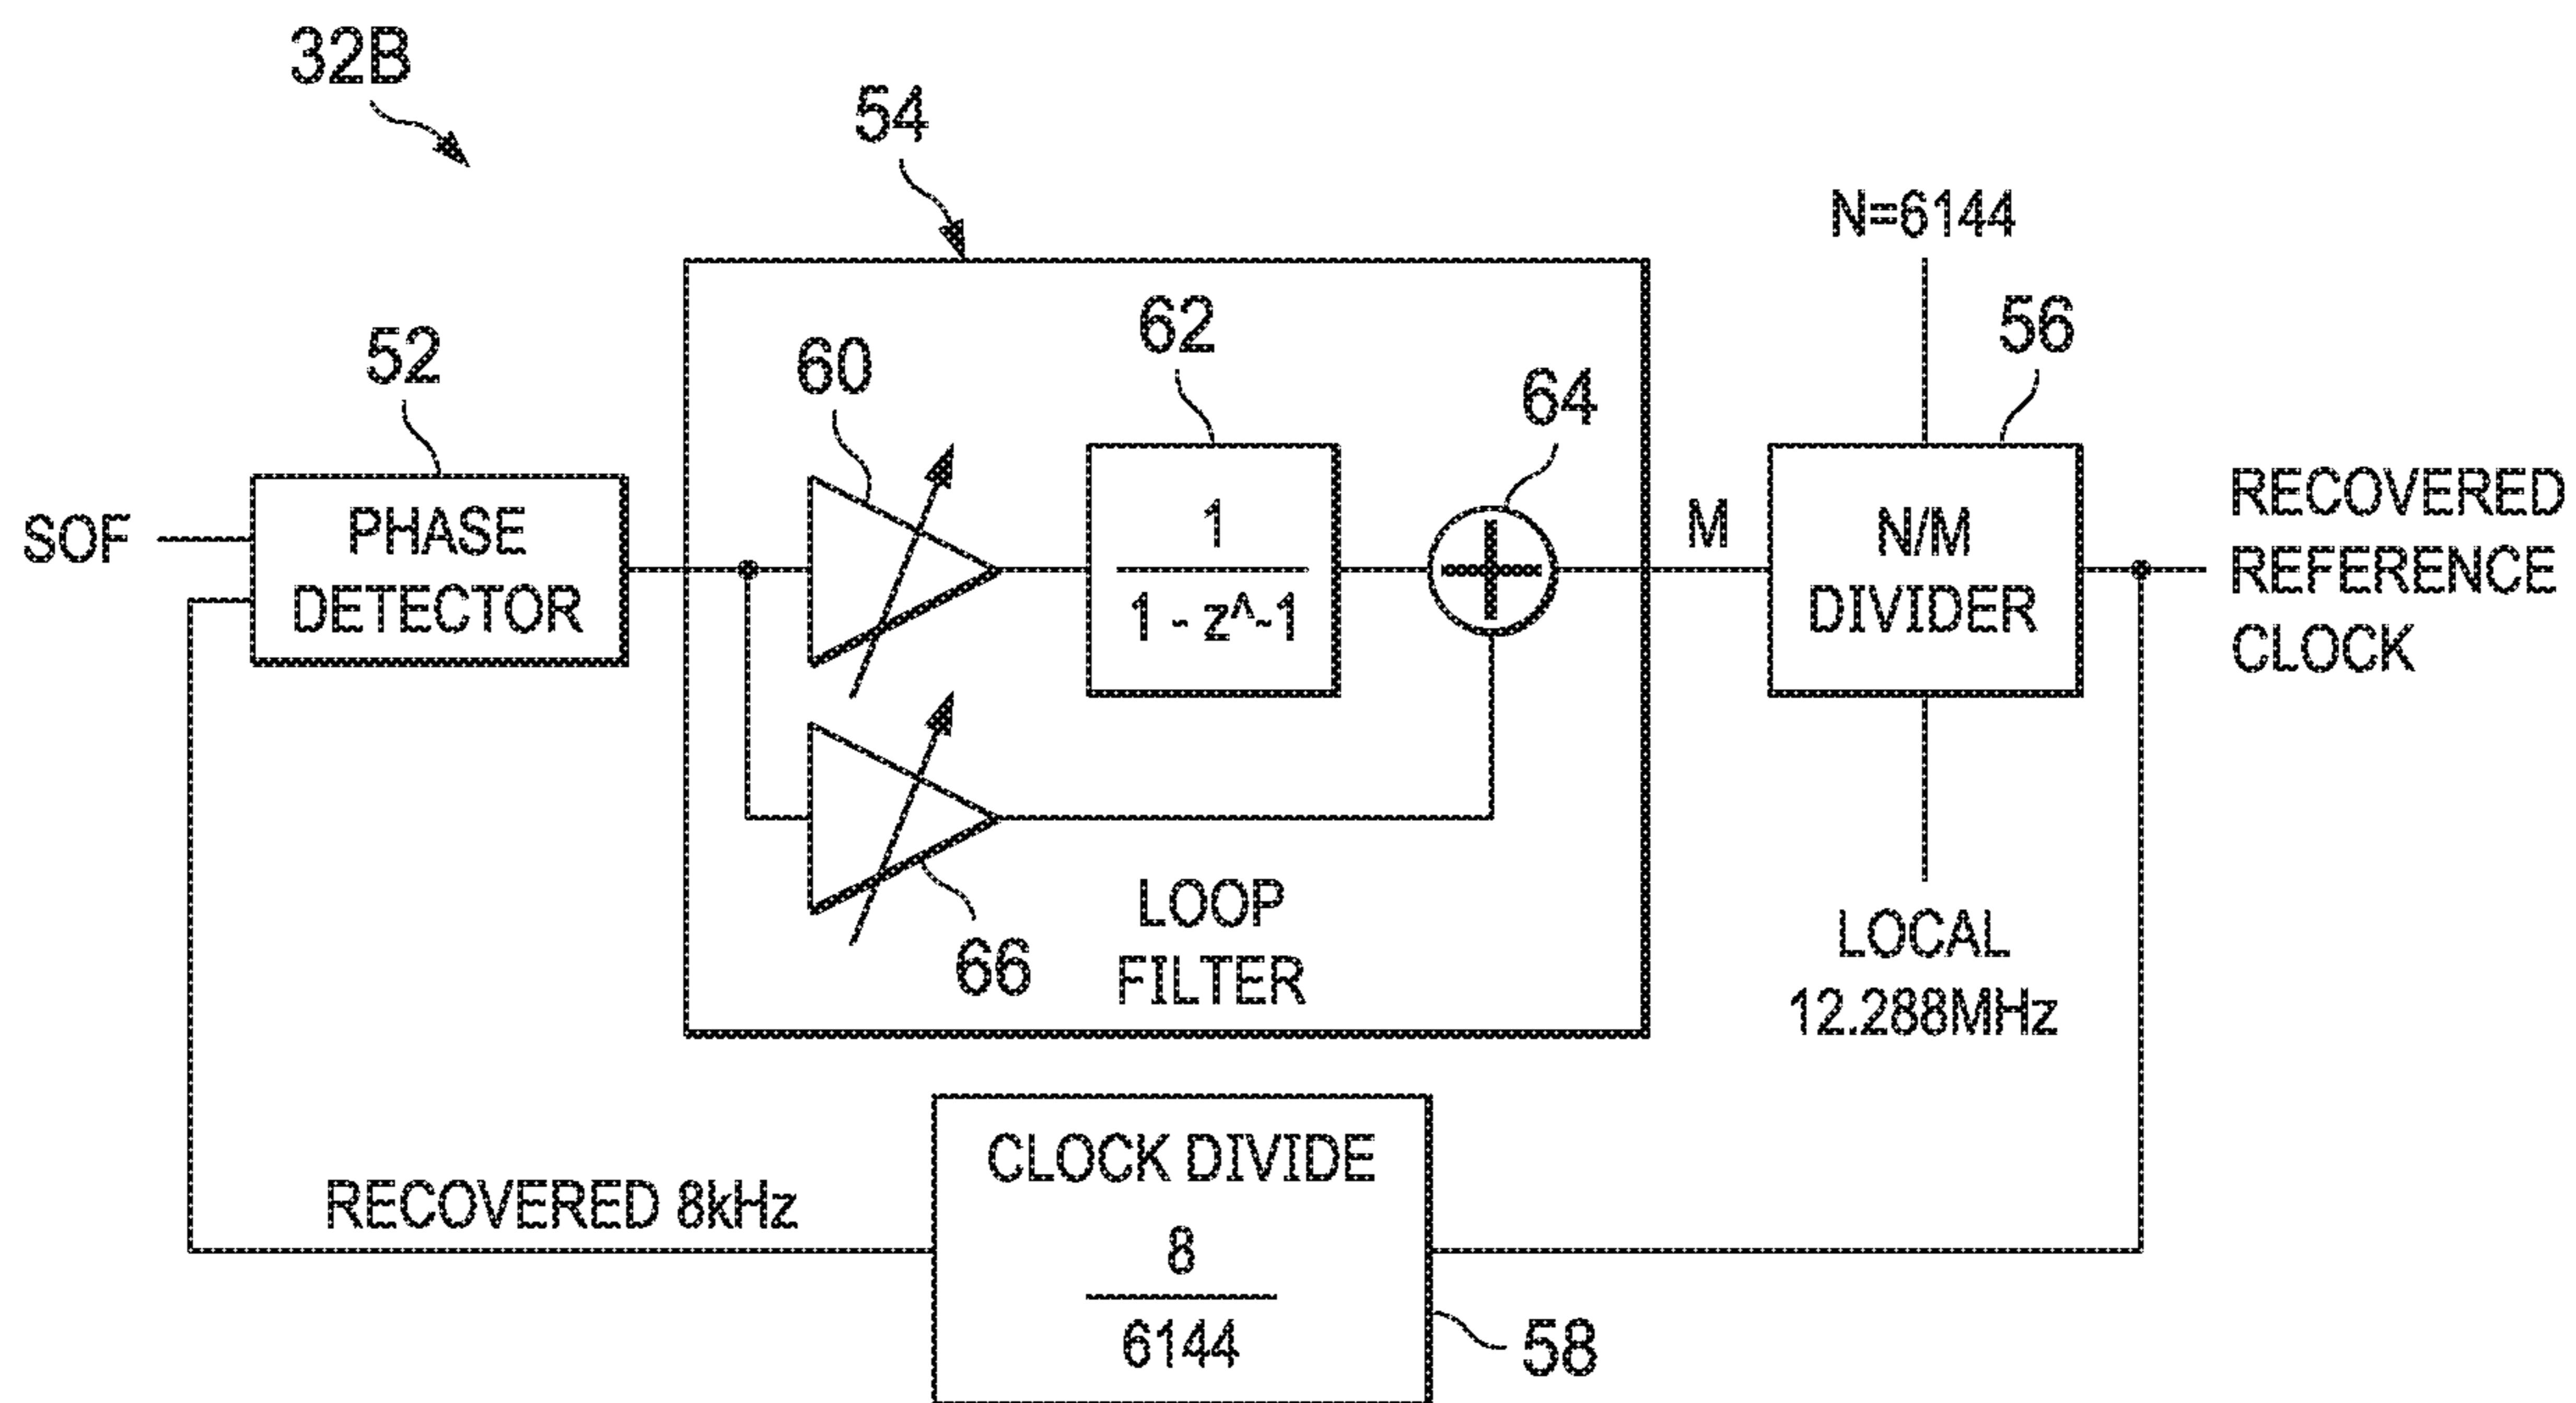 32B
54
N=6144
52
60
62
64
56
SOF
PHASE
DETECTOR
1
1 - z^-1
M
N/M
DIVIDER
RECOVERED
REFERENCE
CLOCK
66
LOOP
FILTER
LOCAL
12.288MHz
RECOVERED 8kHz
CLOCK DIVIDE
8
6144
58